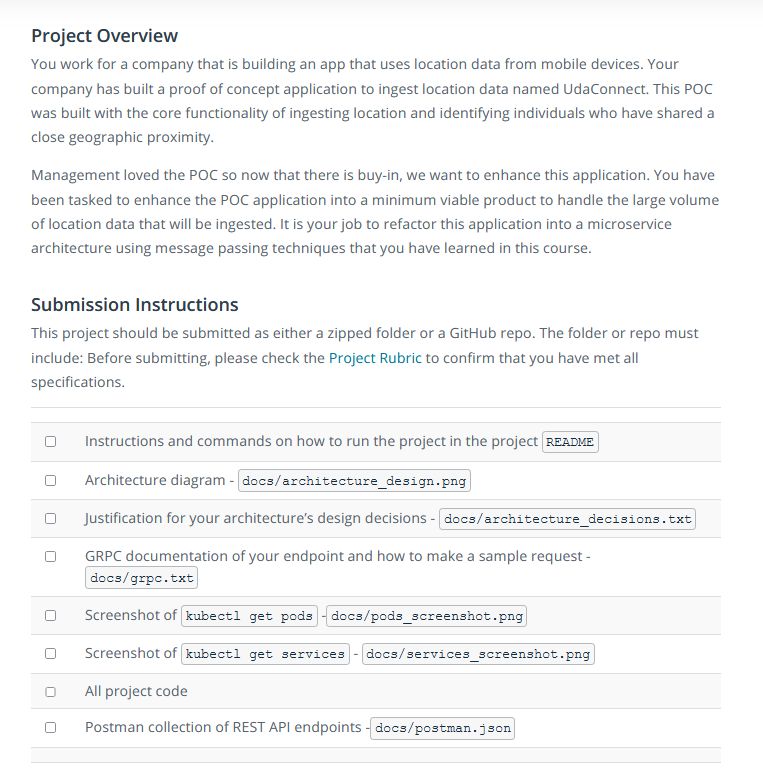 Project Overview
You work for a company that is building an app that uses location data from mobile devices. Your
company has built a proof of concept application to ingest location data named UdaConnect. This POC
was built with the core functionality of ingesting location and identifying individuals who have shared a
close geographic proximity.
Management loved the POC so now that there is buy-in, we want to enhance this application. You have
been tasked to enhance the POC application into a minimum viable product to handle the large volume
of location data that will be ingested. It is your job to refactor this application into a microservice
architecture using message passing techniques that you have learned in this course.
Submission Instructions
This project should be submitted as either a zipped folder or a GitHub repo. The folder or repo must
include: Before submitting, please check the Project Rubric to confirm that you have met all
specifications.
Instructions and commands on how to run the project in the project README
Architecture diagram - docs/architecture_design.png
Justification for your architecture’s design decisions - docs/architecture_decisions.txt
GRPC documentation of your endpoint and how to make a sample request -
docs/grpc.txt
Screenshot of kubectl get pods - docs/pods_screenshot.png
Screenshot of kubectl get services - docs/services_screenshot.png
All project code
Postman collection of REST API endpoints - docs/postman.json